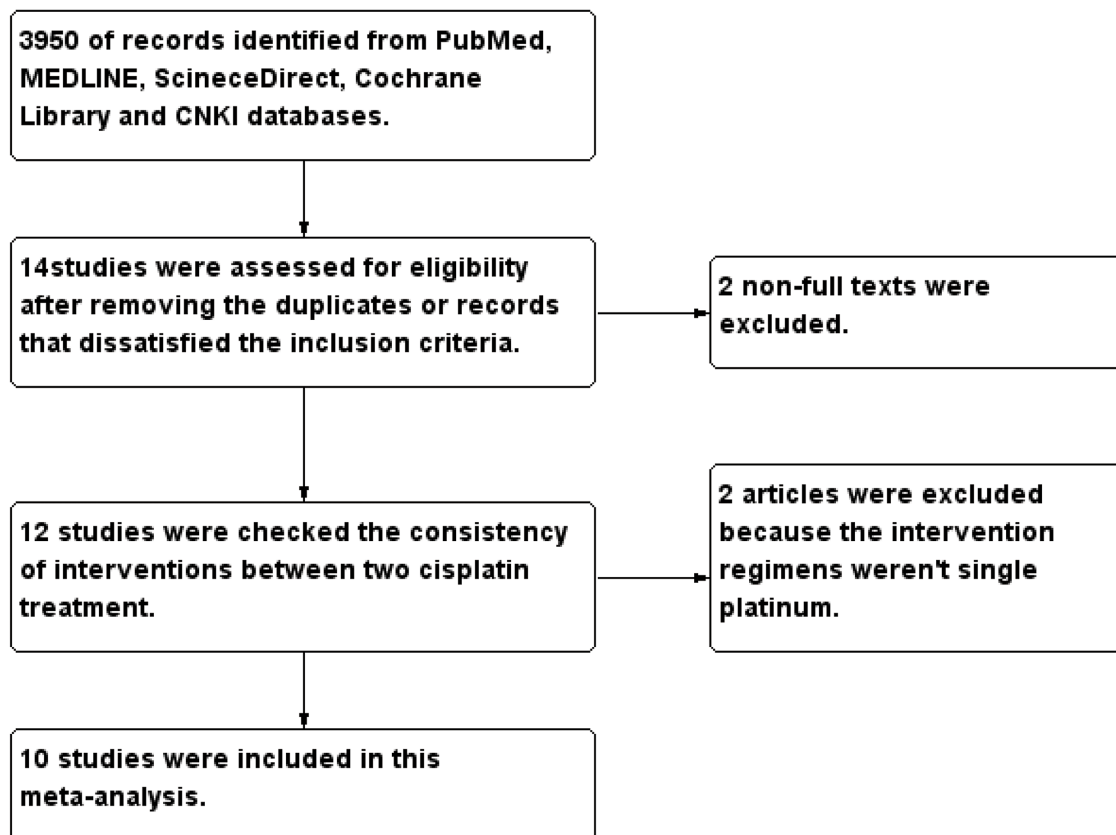 3950 of records identified from PubMed,
MEDLINE, ScineceDirect, Cochrane
Library and CNKI databases.
14studies were assessed for eligibility
after removing the duplicates or records
that dissatisfied the inclusion criteria.
2 non-full texts were
excluded.
12 studies were checked the consistency
of interventions between two cisplatin
treatment.
2 articles were excluded
because the intervention
regimens weren't single
platinum.
10 studies were included in this
meta-analysis.